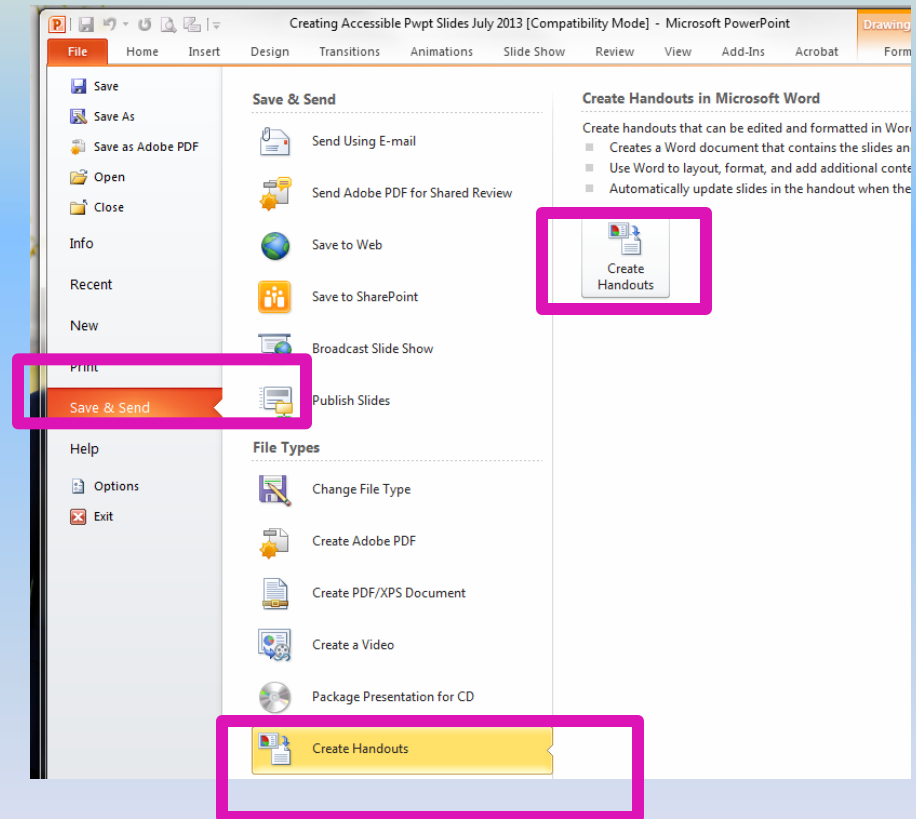 Creating Accessible Pwpt Slides July 2013 [Compatibility Mode] - Microsoft PowerPoint
Drawing
File Home Insert Design Transitions Animations Slide Show Review View Add-Ins Acrobat Form
Save
Save As
Save as Adobe PDF
Open
Close
Info
Recent
New
Print
Save & Send
Help
Options
Exit
Save & Send
Send Using E-mail
Send Adobe PDF for Shared Review
Save to Web
Save to SharePoint
Broadcast Slide Show
Publish Slides
File Types
Change File Type
Create Adobe PDF
Create PDF/XPS Document
Create a Video
Package Presentation for CD
Create Handouts
Create Handouts in Microsoft Word
Create handouts that can be edited and formatted in Wor
Creates a Word document that contains the slides an
Use Word to layout, format, and add additional conte
Automatically update slides in the handout when the
Create
Handouts